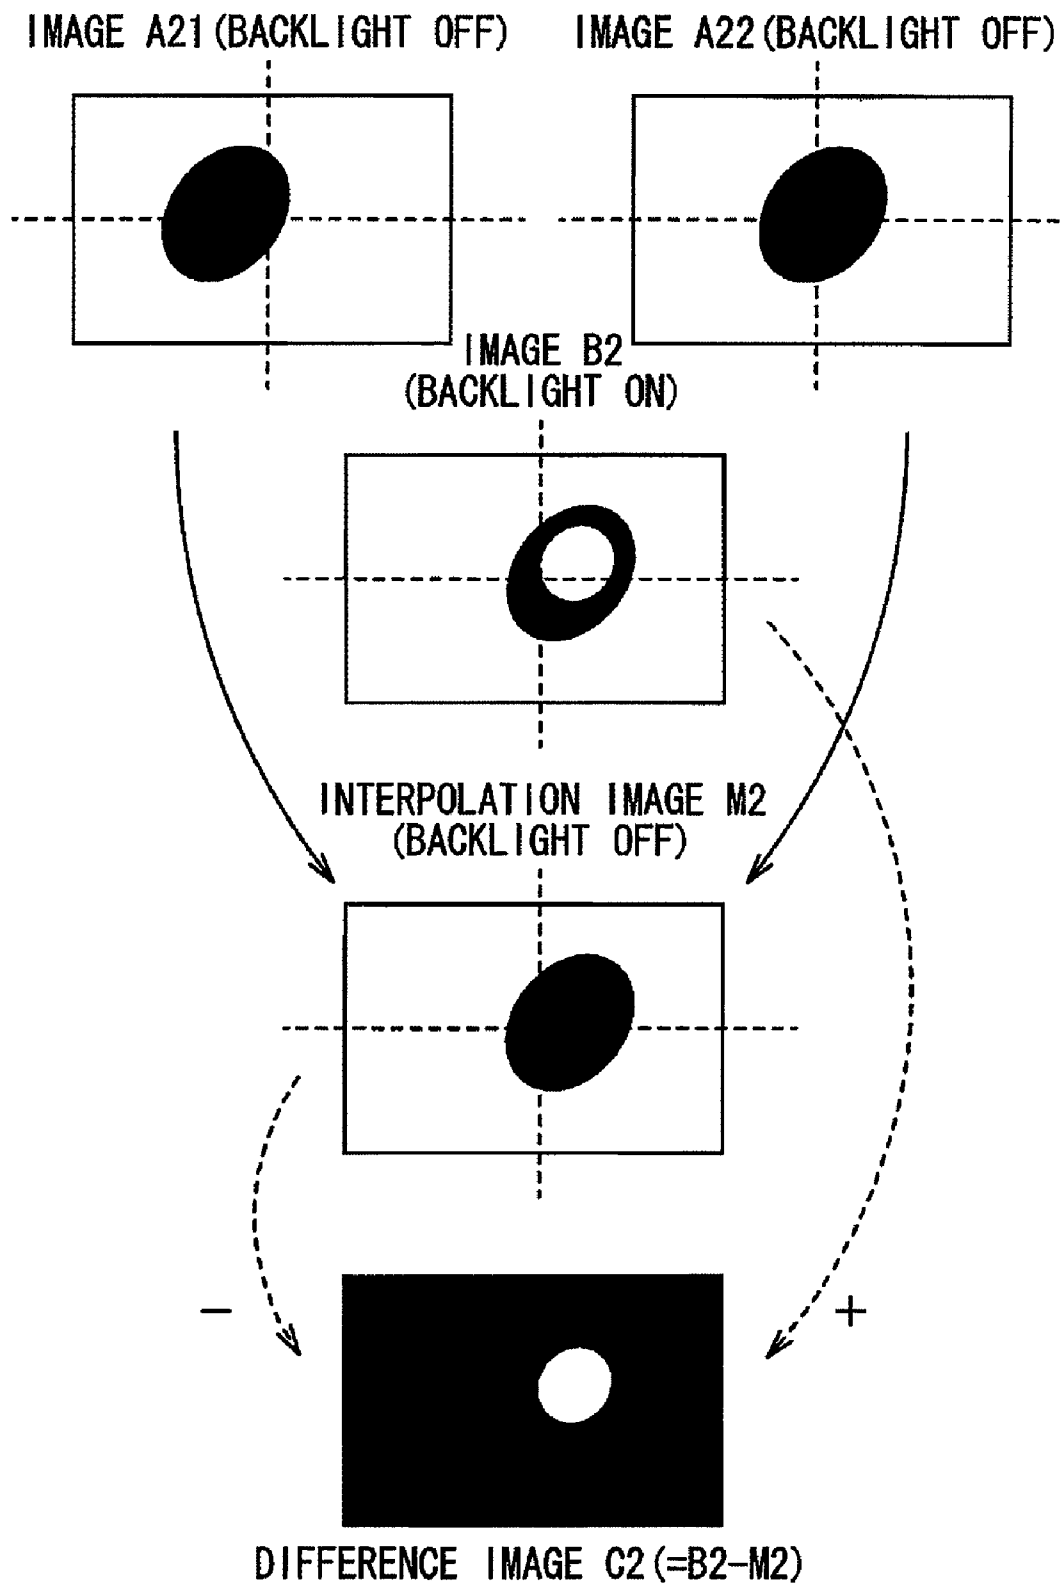 IMAGE A21(BACKLIGHT OFF)
IMAGE A22(BACKLIGHT OFF)
IMAGE B2
(BACKLIGHT ON)
INTERPOLATION IMAGE M2
(BACKLIGHT OFF)
− +
DIFFERENCE IMAGE C2(=B2-M2)